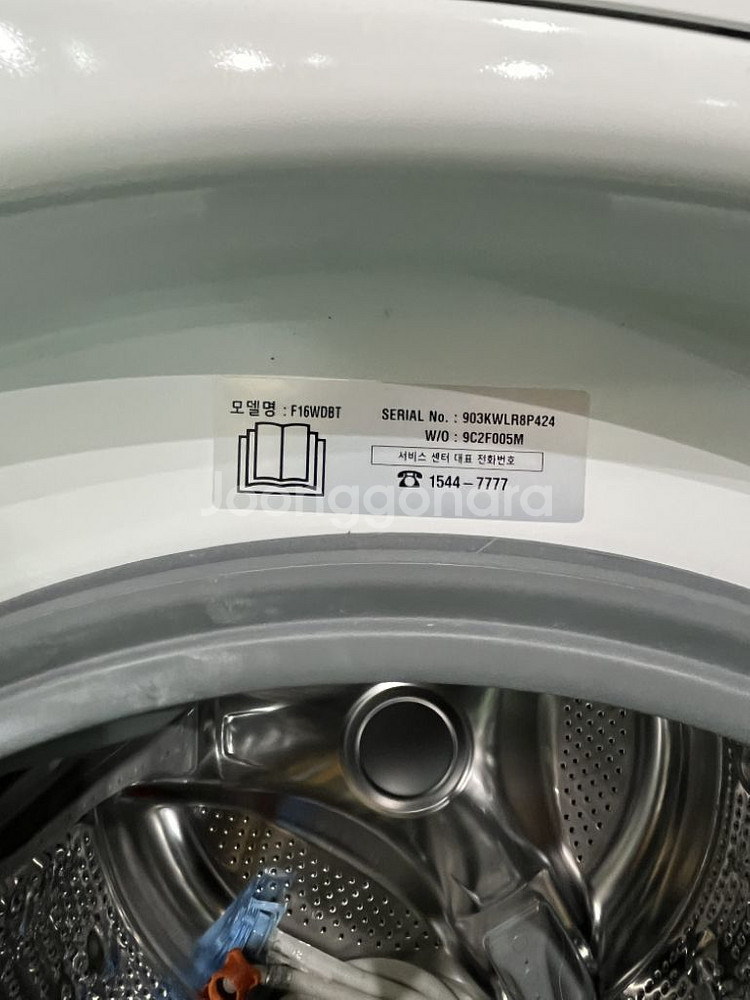 모델명 : F16WDBT
SERIAL No. : 903KWLR8P424
W/O : 9C2F005M
서비스 센터 대표 전화번호
☎ 1544-7777
Joonggonara